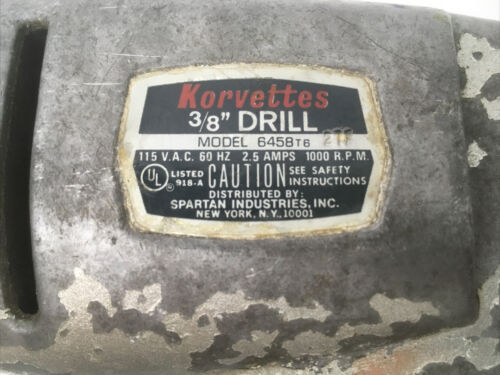 Korvettes
3/8" DRILL
MODEL 6458T6
115 V.A.C. 60 HZ 2.5 AMPS 1000 R.P.M.
UL ® LISTED 918-A CAUTION SEE SAFETY INSTRUCTIONS
DISTRIBUTED BY:
SPARTAN INDUSTRIES, INC.
NEW YORK, N.Y., 10001